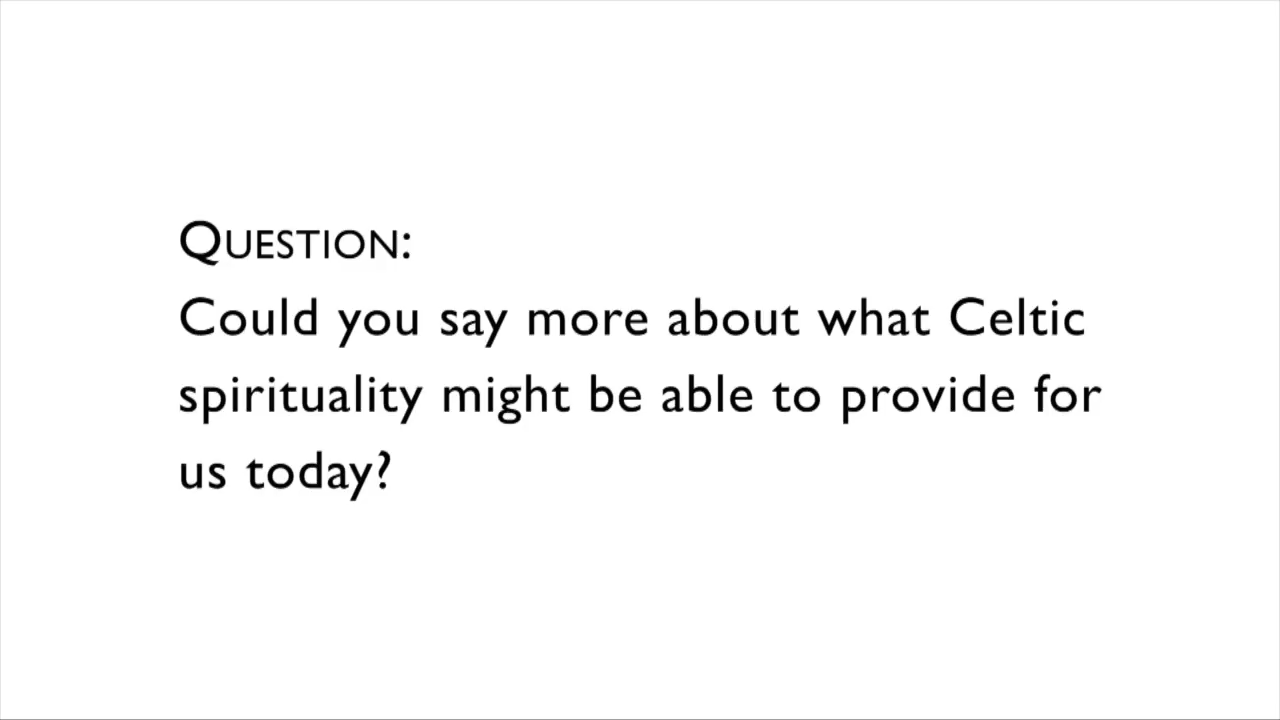 QUESTION:
Could you say more about what Celtic
spirituality might be able to provide for
us today?